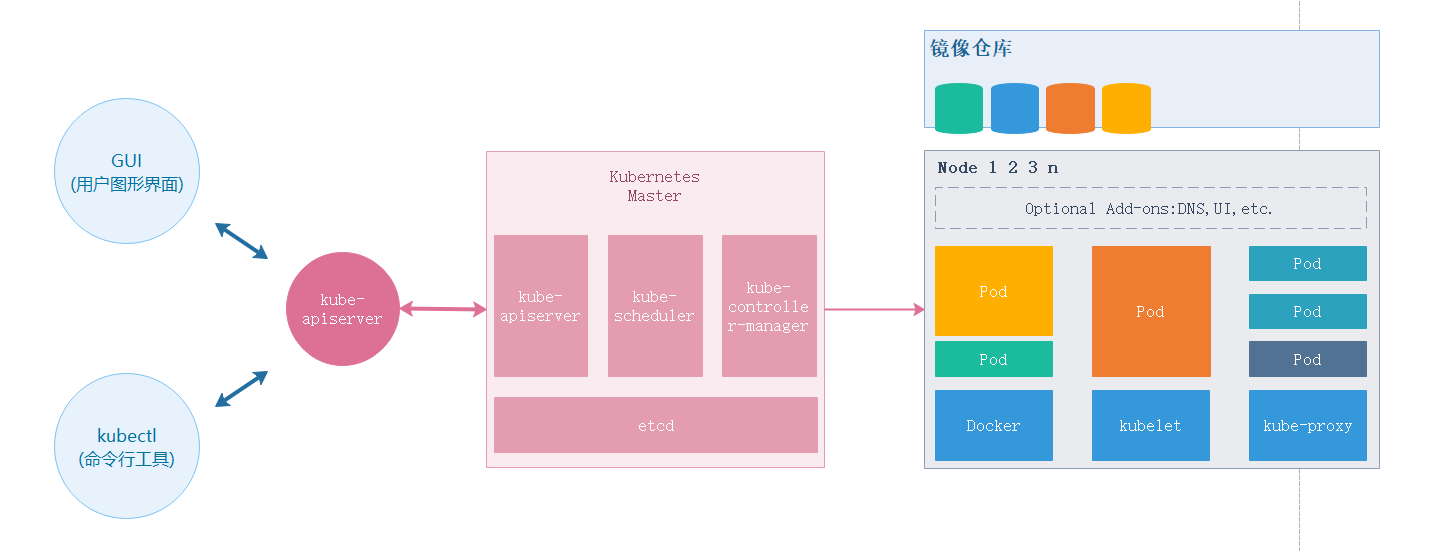 GUI
(用户图形界面)
kubectl
(命令行工具)
kube-
apiserver
Kubernetes
Master
kube-
apiserver
kube-
scheduler
kube-
controlle
r-manager
etcd
镜像仓库
Node 1 2 3 n
Optional Add-ons:DNS,UI,etc.
Pod
Pod
Pod
Pod
Pod
Pod
Docker
kubelet
kube-proxy